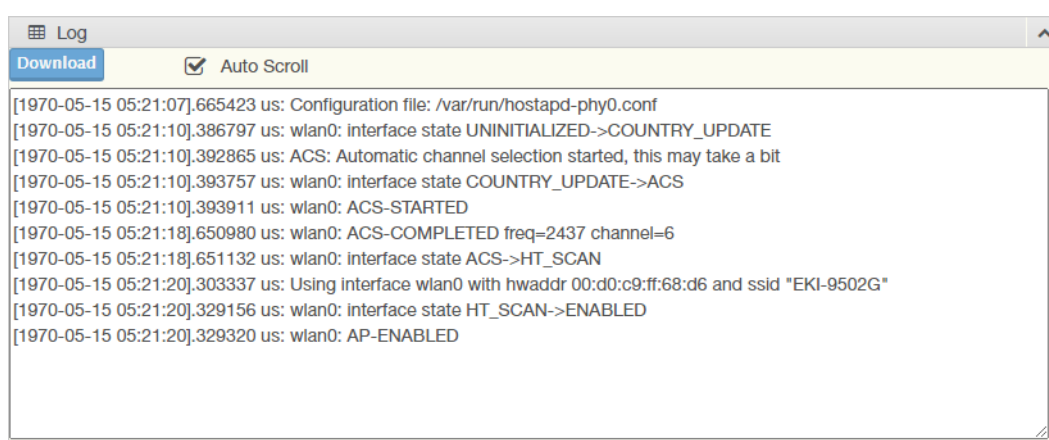 Log
Download Auto Scroll
[1970-05-15 05:21:07].665423 us: Configuration file: /var/run/hostapd-phy0.conf
[1970-05-15 05:21:10].386797 us: wlan0: interface state UNINITIALIZED->COUNTRY_UPDATE
[1970-05-15 05:21:10].392865 us: ACS: Automatic channel selection started, this may take a bit
[1970-05-15 05:21:10].393757 us: wlan0: interface state COUNTRY_UPDATE->ACS
[1970-05-15 05:21:10].393911 us: wlan0: ACS-STARTED
[1970-05-15 05:21:18].650980 us: wlan0: ACS-COMPLETED freq=2437 channel=6
[1970-05-15 05:21:18].651132 us: wlan0: interface state ACS->HT_SCAN
[1970-05-15 05:21:20].303337 us: Using interface wlan0 with hwaddr 00:d0:c9:ff:68:d6 and ssid "EKI-9502G"
[1970-05-15 05:21:20].329156 us: wlan0: interface state HT_SCAN->ENABLED
[1970-05-15 05:21:20].329320 us: wlan0: AP-ENABLED